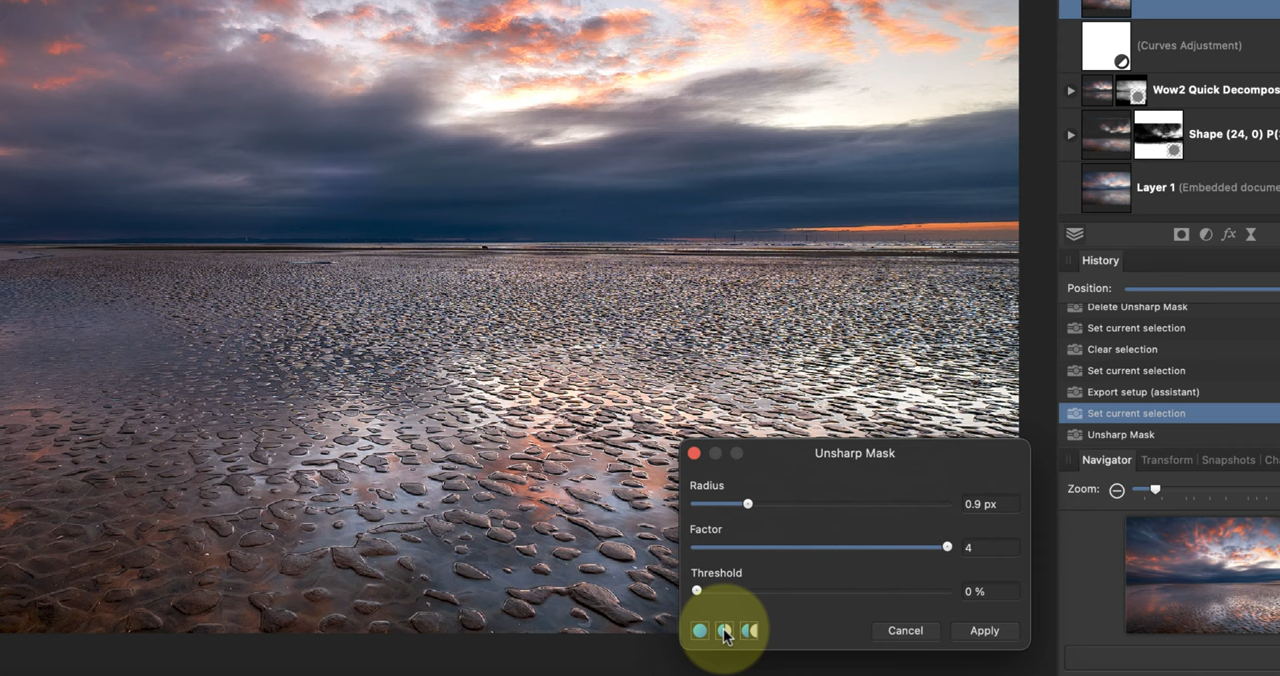 (Curves Adjustment)
Wow2 Quick Decompos
Shape (24, 0) P(
Layer 1 (Embedded docume
fx
History
Position:
Delete Unsharp Mask
Set current selection
Clear selection
Set current selection
Export setup (assistant)
Set current selection
Unsharp Mask
Navigator Transform Snapshots Ch
Zoom:
Unsharp Mask
Radius
0.9 px
Factor
4
Threshold
0 %
Cancel Apply